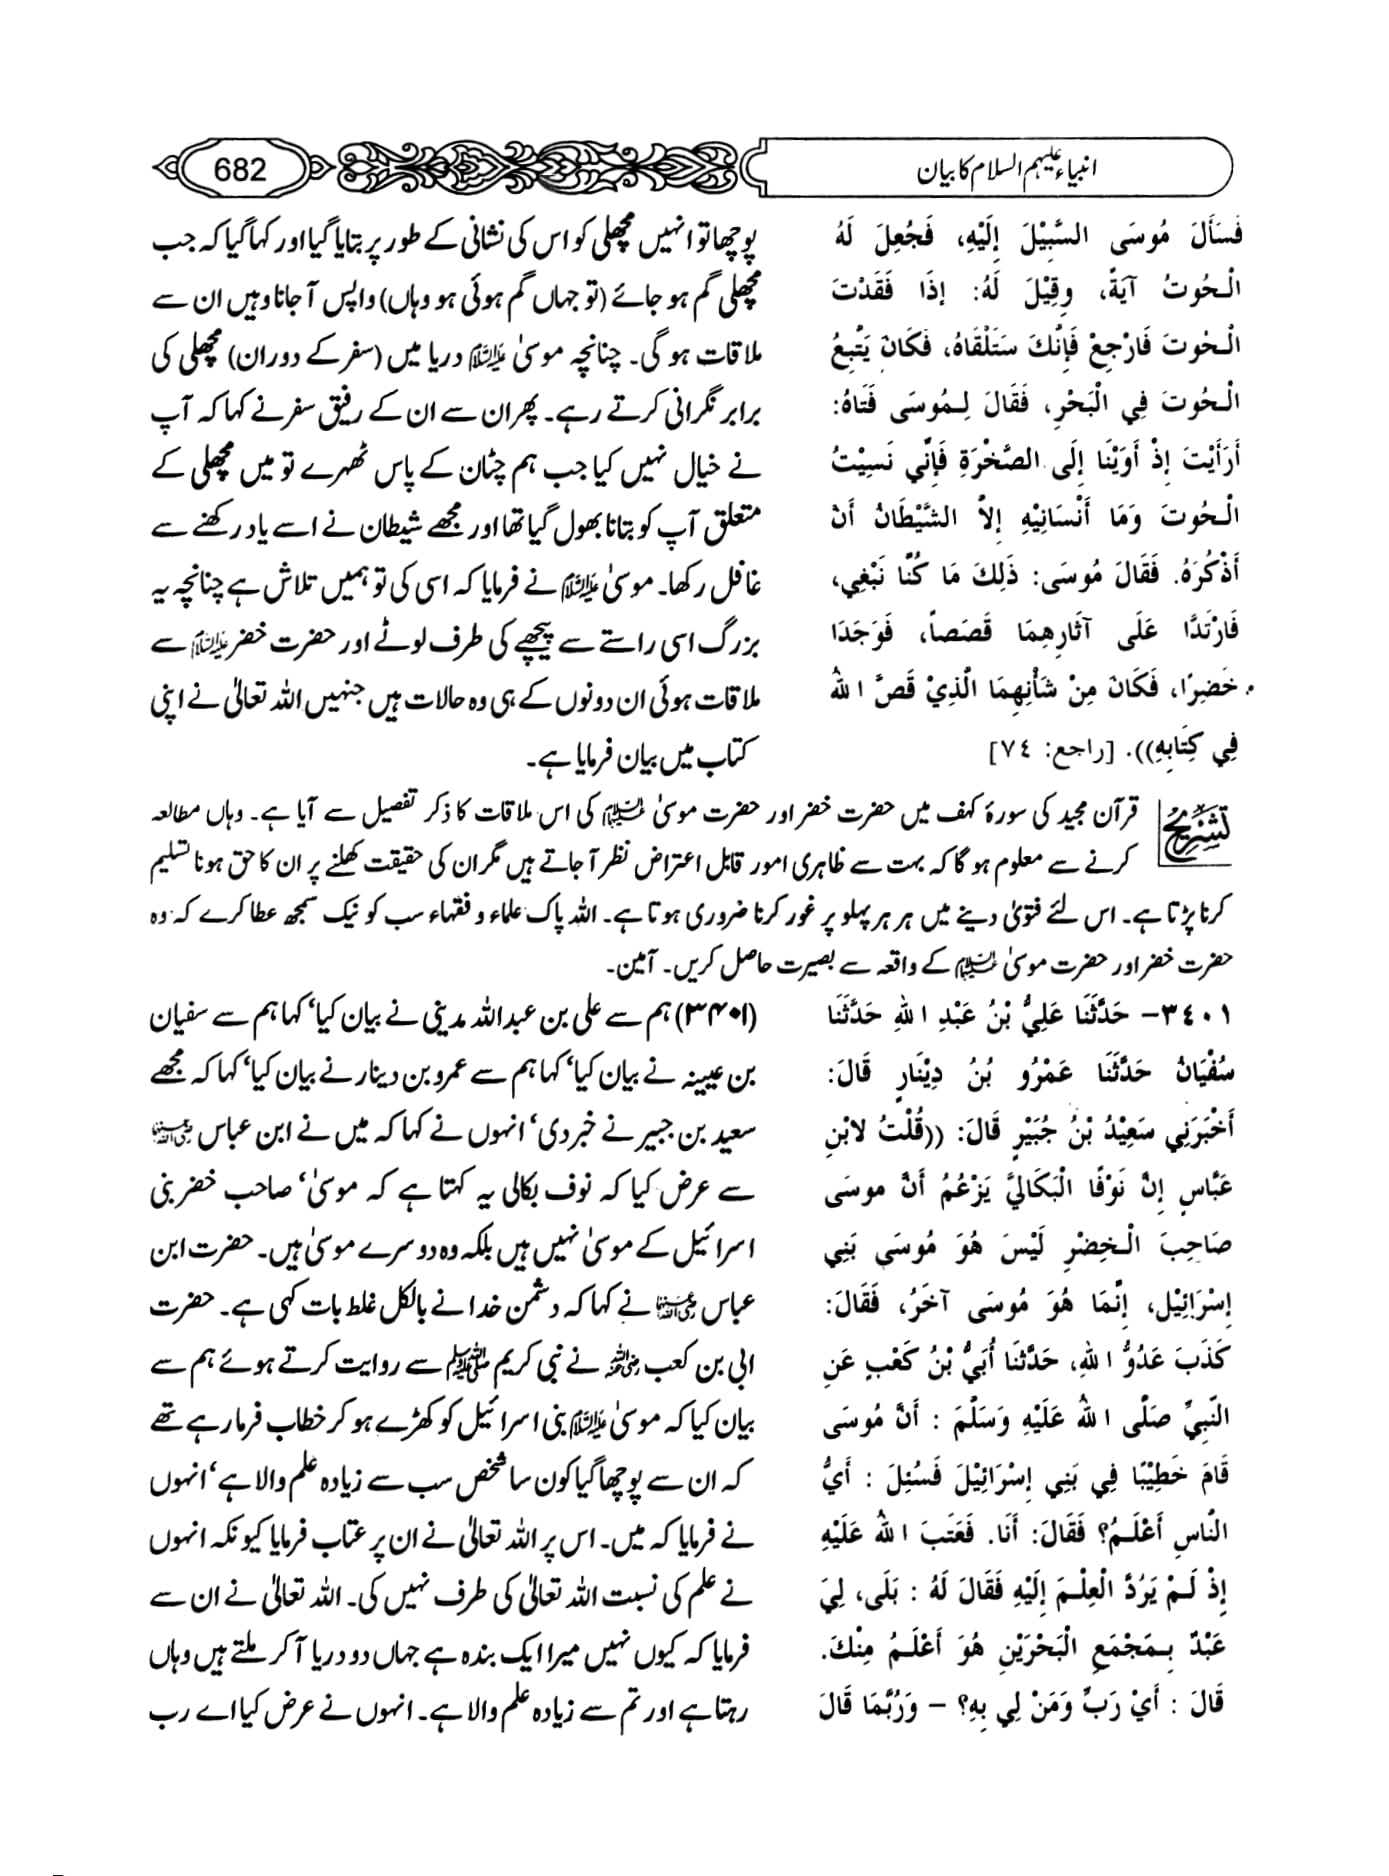 انبیاء علیہم السلام کا بیان
682
فَسَأَلَ مُوسَى السَّبِيْلَ إِلَيْهِ، فَجُعِلَ لَهُ
الْحُوتُ آيَةً، وقِيْلَ لَهُ: إِذَا فَقَدْتَ
الْحُوتَ فَارْجِعْ فَإِنَّكَ سَتَلْقَاهُ، فَكَانَ يَتْبِعُ
الْحُوتَ فِي الْبَحْرِ، فَقَالَ لِمُوسَى فَتَاهُ:
أَرَأَيْتَ إِذْ أَوَيْنَا إِلَى الصَّخْرَةِ فَإِنِّي نَسِيْتُ
الْحُوتَ وَمَا أَنْسَانِيْهِ إِلاَّ الشَّيْطَانُ أَنْ
أَذْكُرَهُ. فَقَالَ مُوسَى: ذَلِكَ مَا كُنَّا نَبْغِي،
فَارْتَدَّا عَلَى آثَارِهِمَا قَصَصاً، فَوَجَدَا
خَضِرًا، فَكَانَ مِنْ شَأْنِهِمَا الَّذِيْ قَصَّ اللهُ
فِي كِتَابِهِ)). [راجع: ٧٤]
پوچھا تو انہیں مچھلی کو اس کی نشانی کے طور پر بتایا گیا اور کہا گیا کہ جب
مچھلی گم ہو جائے (تو جہاں گم ہوئی ہو وہاں) واپس آ جانا وہیں ان سے
ملاقات ہو گی۔ چنانچہ موسیٰ علیہ السلام دریا میں (سفر کے دوران) مچھلی کی
برابر نگرانی کرتے رہے۔ پھر ان سے ان کے رفیق سفر نے کہا کہ آپ
نے خیال نہیں کیا جب ہم چٹان کے پاس ٹھہرے تو میں مچھلی کے
متعلق آپ کو بتانا بھول گیا تھا اور مجھے شیطان نے اسے یاد رکھنے سے
غافل رکھا۔ موسیٰ علیہ السلام نے فرمایا کہ اسی کی تو ہمیں تلاش ہے چنانچہ یہ
بزرگ اسی راستے سے پیچھے کی طرف لوٹے اور حضرت خضر علیہ السلام سے
ملاقات ہوئی ان دونوں کے ہی وہ حالات ہیں جنہیں اللہ تعالیٰ نے اپنی
کتاب میں بیان فرمایا ہے۔
تشریح قرآن مجید کی سورۂ کہف میں حضرت خضر اور حضرت موسیٰ علیہما السلام کی اس ملاقات کا ذکر تفصیل سے آیا ہے۔ وہاں مطالعہ
کرنے سے معلوم ہو گا کہ بہت سے ظاہری امور قابل اعتراض نظر آ جاتے ہیں مگر ان کی حقیقت کھلنے پر ان کا حق ہونا تسلیم
کرنا پڑتا ہے۔ اس لئے فتویٰ دینے میں ہر ہر پہلو پر غور کرنا ضروری ہوتا ہے۔ اللہ پاک علماء و فقہاء سب کو نیک سمجھ عطا کرے کہ وہ
حضرت خضر اور حضرت موسیٰ علیہما السلام کے واقعہ سے بصیرت حاصل کریں۔ آمین۔
٣٤٠١- حَدَّثَنَا عَلِيُّ بْنُ عَبْدِ اللهِ حَدَّثَنَا
سُفْيَانُ حَدَّثَنَا عَمْرُو بْنُ دِيْنَارٍ قَالَ:
أَخْبَرَنِي سَعِيْدُ بْنُ جُبَيْرٍ قَالَ: ((قُلْتُ لابْنِ
عَبَّاسٍ إِنَّ نَوْفًا الْبَكَالِيَّ يَزْعُمُ أَنَّ موسَى
صَاحِبَ الْخِضْرِ لَيْسَ هُوَ مُوسَى بَنِي
إِسْرَائِيْلَ، إِنَّمَا هُوَ مُوسَى آخَرُ، فَقَالَ:
كَذَبَ عَدُوُّ اللهِ، حَدَّثَنَا أُبَيُّ بْنُ كَعْبٍ عَنِ
النَّبِيِّ صَلَّى اللهُ عَلَيْهِ وَسَلَّمَ : أَنَّ مُوسَى
قَامَ خَطِيْبًا فِي بَنِي إِسْرَائِيْلَ فَسُئِلَ : أَيُّ
النَّاسِ أَعْلَمُ؟ فَقَالَ: أَنَا. فَعَتَبَ اللهُ عَلَيْهِ
إِذْ لَمْ يَرُدَّ الْعِلْمَ إِلَيْهِ فَقَالَ لَهُ : بَلَى، لِيَ
عَبْدٌ بِمَجْمَعِ الْبَحْرَيْنِ هُوَ أَعْلَمُ مِنْكَ.
قَالَ : أَيْ رَبِّ وَمَنْ لِي بِهِ؟ – وَرُبَّمَا قَالَ
(۳۴۰۱) ہم سے علی بن عبداللہ مدینی نے بیان کیا‘ کہا ہم سے سفیان
بن عیینہ نے بیان کیا‘ کہا ہم سے عمرو بن دینار نے بیان کیا‘ کہا کہ مجھے
سعید بن جبیر نے خبر دی‘ انہوں نے کہا کہ میں نے ابن عباس رضی اللہ عنہما
سے عرض کیا کہ نوف بکالی یہ کہتا ہے کہ موسیٰ‘ صاحب خضر بنی
اسرائیل کے موسیٰ نہیں ہیں بلکہ وہ دوسرے موسیٰ ہیں۔ حضرت ابن
عباس رضی اللہ عنہما نے کہا کہ دشمن خدا نے بالکل غلط بات کہی ہے۔ حضرت
ابی بن کعب رضی اللہ عنہ نے نبی کریم ﷺ سے روایت کرتے ہوئے ہم سے
بیان کیا کہ موسیٰ علیہ السلام بنی اسرائیل کو کھڑے ہو کر خطاب فرما رہے تھے
کہ ان سے پوچھا گیا کون سا شخص سب سے زیادہ علم والا ہے‘ انہوں
نے فرمایا کہ میں۔ اس پر اللہ تعالیٰ نے ان پر عتاب فرمایا کیونکہ انہوں
نے علم کی نسبت اللہ تعالیٰ کی طرف نہیں کی۔ اللہ تعالیٰ نے ان سے
فرمایا کہ کیوں نہیں میرا ایک بندہ ہے جہاں دو دریا آ کر ملتے ہیں وہاں
رہتا ہے اور تم سے زیادہ علم والا ہے۔ انہوں نے عرض کیا اے رب